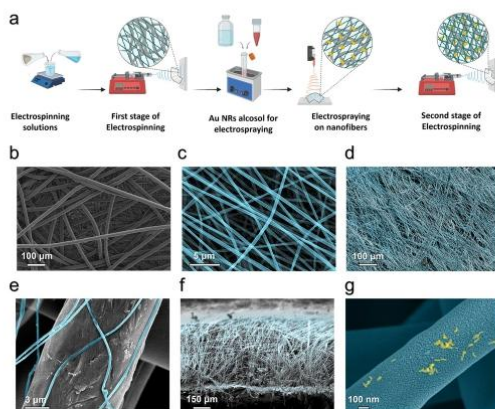 a
Electrospinning
solutions
First stage of
Electrospinning
Au NRs alcosol for
electrospraying
Electrospraying
on nanofibers
Second stage of
Electrospinning
b
100 µm
c
5 µm
d
100 µm
e
3 µm
f
150 µm
g
100 nm